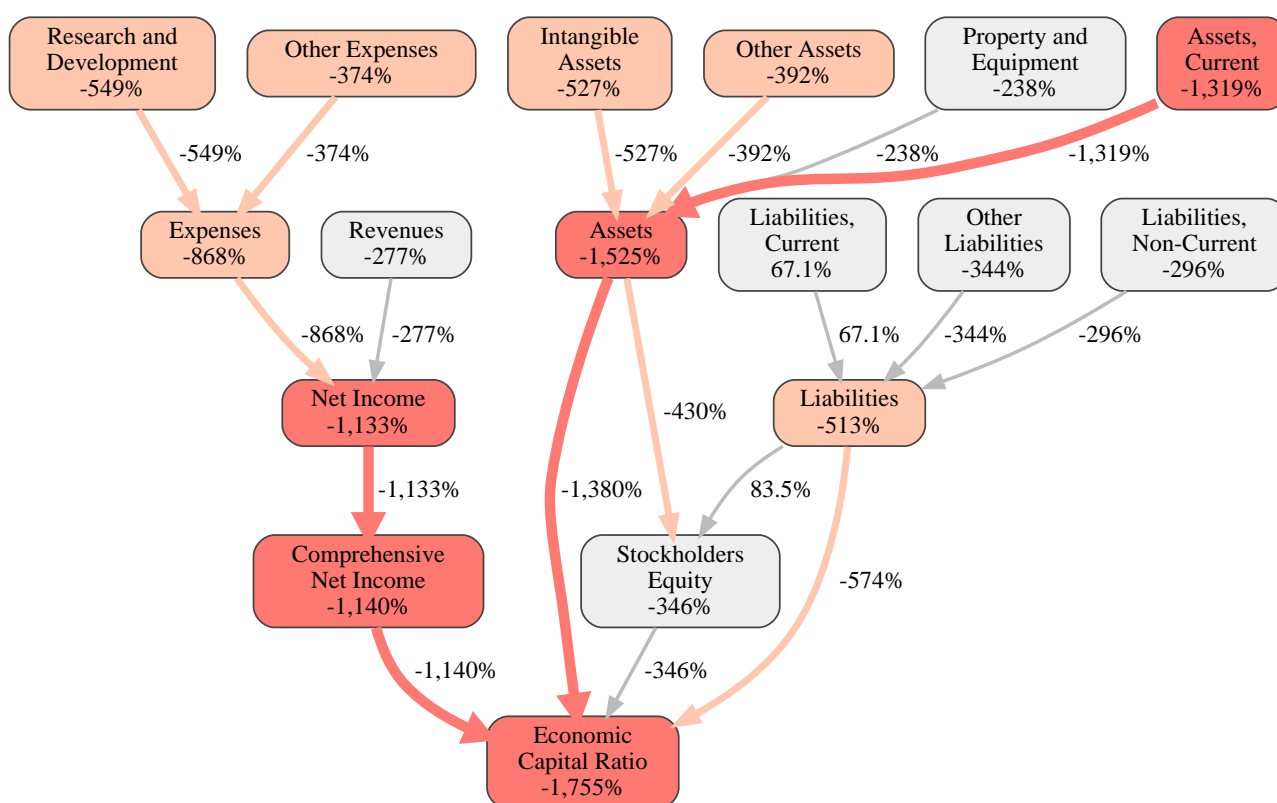 Research and
Development
-549%
Other Expenses
-374%
Intangible
Assets
-527%
Other Assets
-392%
Property and
Equipment
-238%
Assets,
Current
-1,319%
-549%
-374%
-527%
-392%
-238%
-1,319%
Expenses
-868%
Revenues
-277%
Assets
-1,525%
Liabilities,
Current
67.1%
Other
Liabilities
-344%
Liabilities,
Non-Current
-296%
-868%
-277%
67.1%
-344%
-296%
Net Income
-1,133%
-430%
Liabilities
-513%
-1,133%
-1,380%
83.5%
Comprehensive
Net Income
-1,140%
Stockholders
Equity
-346%
-574%
-1,140%
-346%
Economic
Capital Ratio
-1,755%